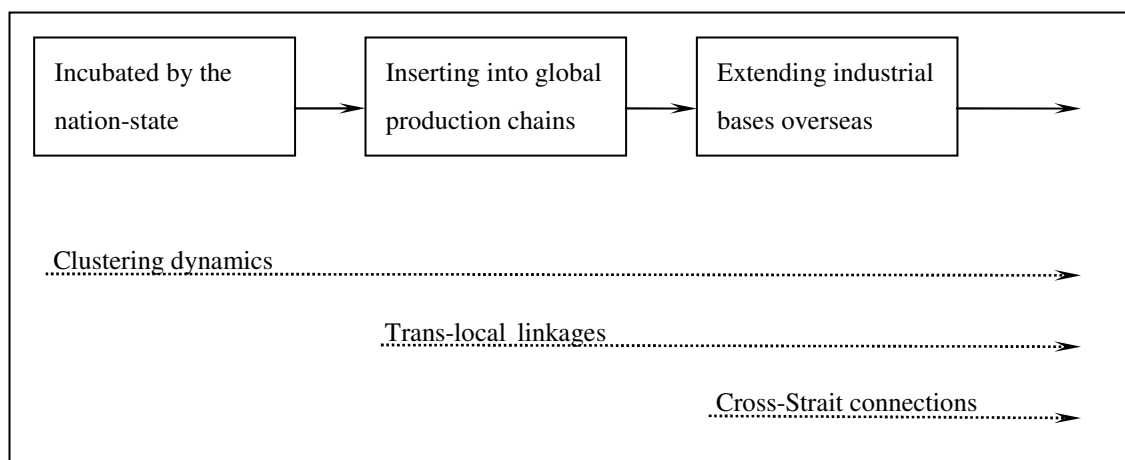 Incubated by the
nation-state
Inserting into global
production chains
Extending industrial
bases overseas
Clustering dynamics
Trans-local linkages
Cross-Strait connections